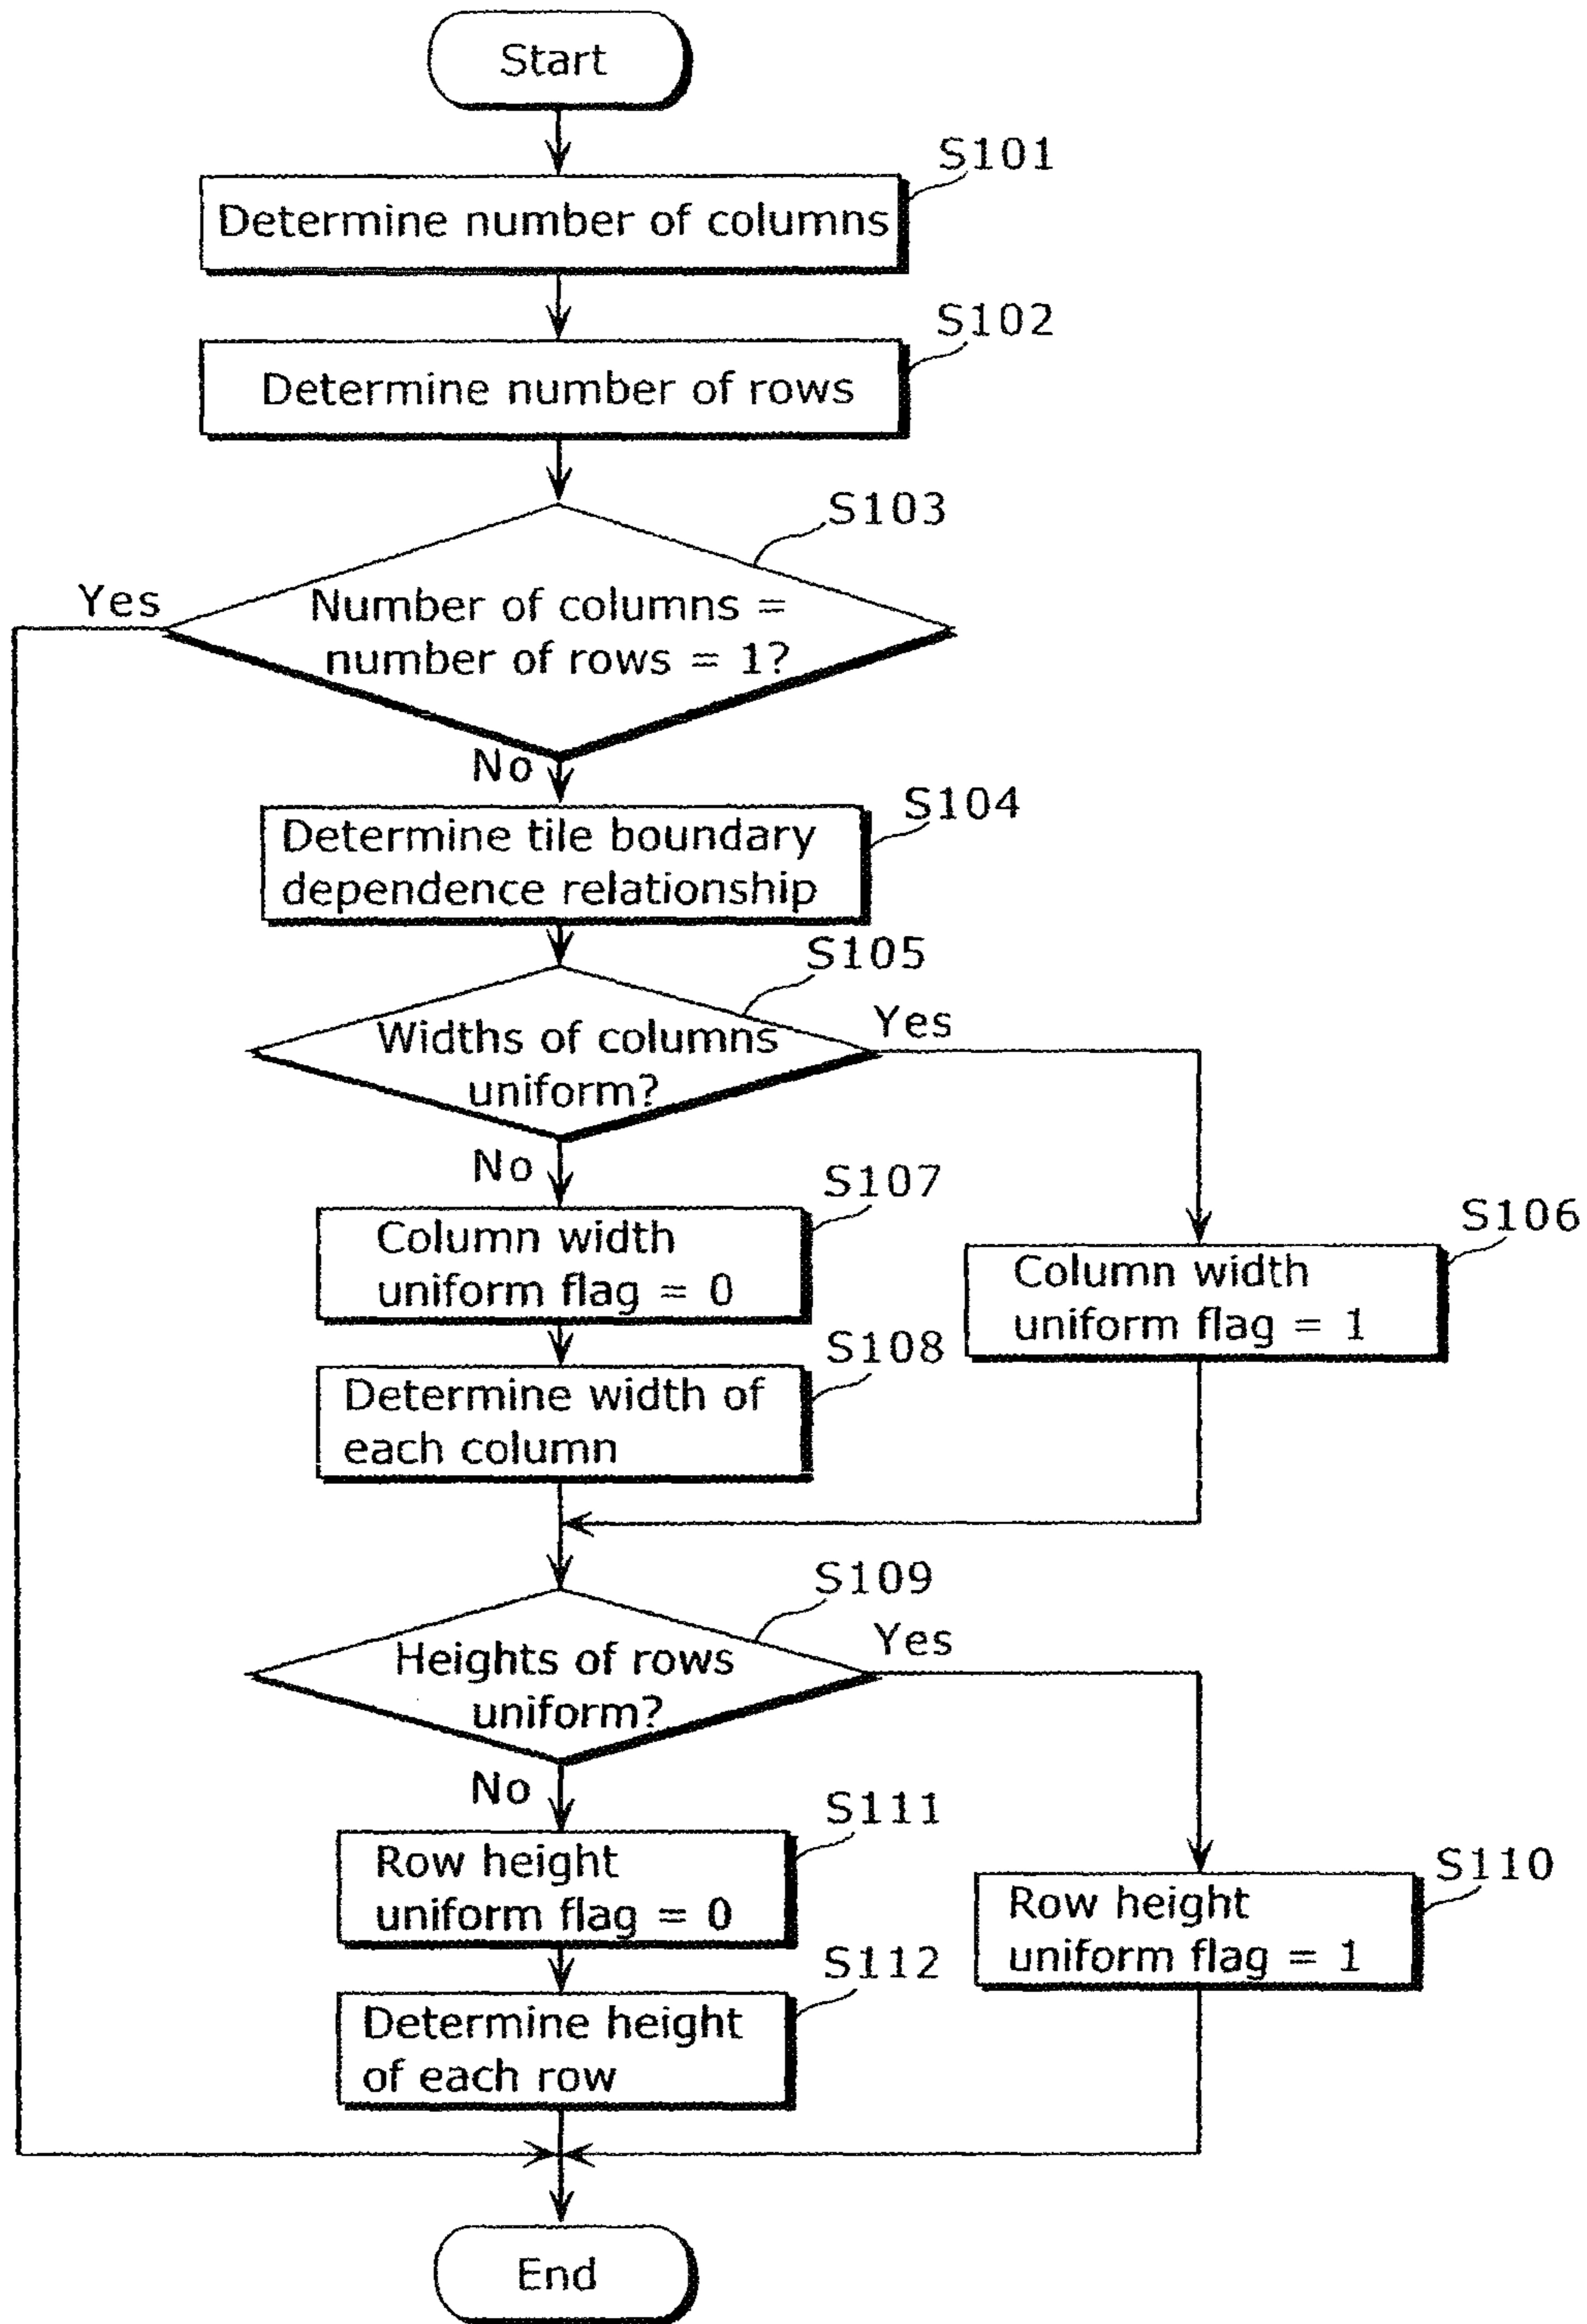 Start
S101
Determine number of columns
S102
Determine number of rows
S103
Yes
Number of columns =
number of rows = 1?
No
S104
Determine tile boundary
dependence relationship
S105
Yes
Widths of columns
uniform?
No
S107
Column width
uniform flag = 0
S106
Column width
uniform flag = 1
S108
Determine width of
each column
S109
Yes
Heights of rows
uniform?
No
S111
Row height
uniform flag = 0
S110
Row height
uniform flag = 1
S112
Determine height
of each row
End